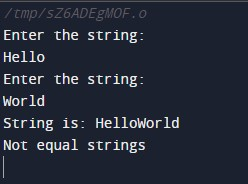 /tmp/sZ6ADEgMOF.o
Enter the string:
Hello
Enter the string:
World
String is: HelloWorld
Not equal strings